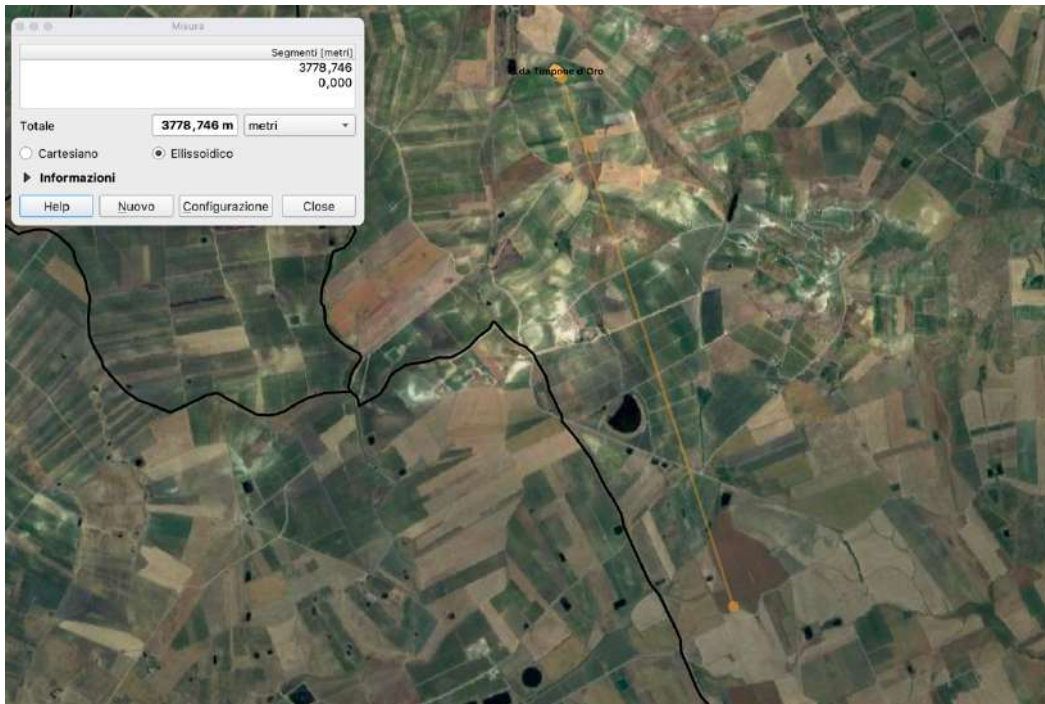 Misura
Segmenti [metri]
3778,746
0,000
Totale 3778,746 m metri
Cartesiano Ellissoidico
Informazioni
Help Nuovo Configurazione Close
C.da Timpone d'Oro